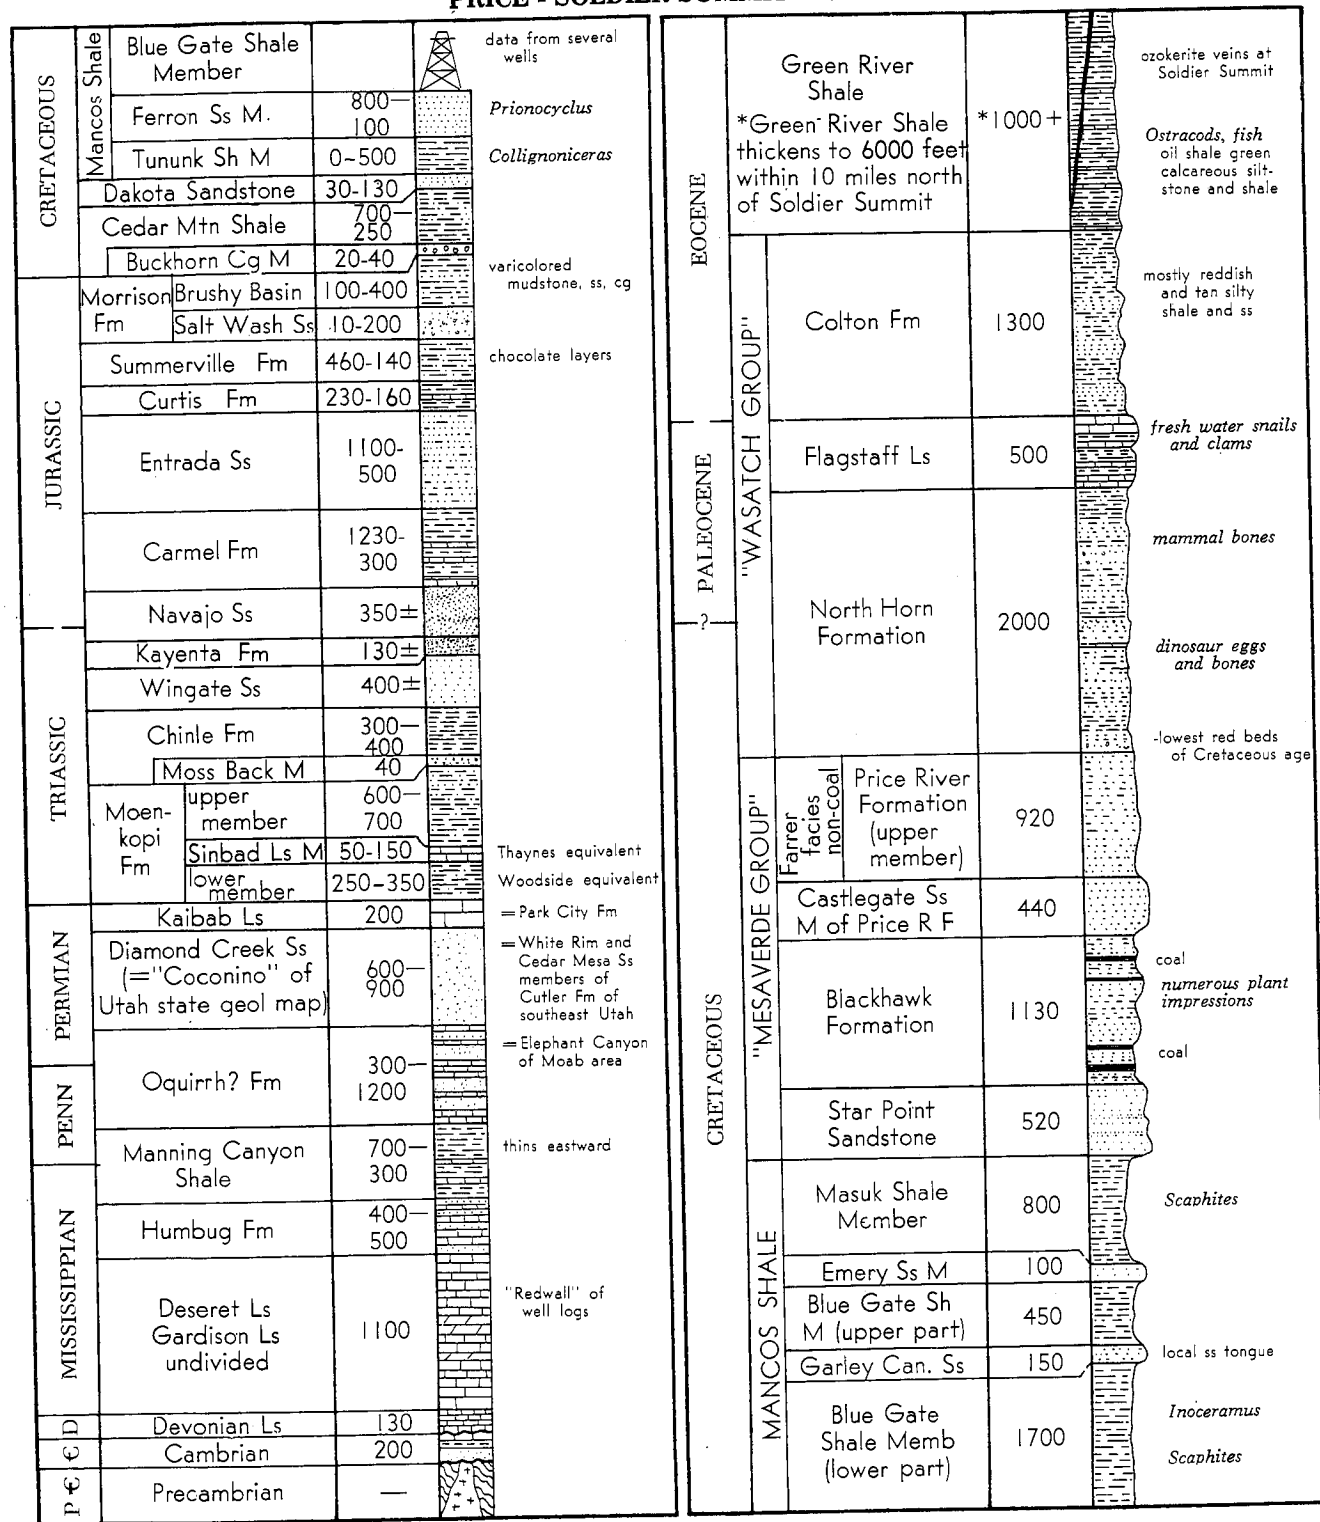 PRICE - SOLDIER SUMMIT
CRETACEOUS
Mancos Shale
Blue Gate Shale
Member
data from several
wells
Ferron Ss M.
800–
100
Prionocyclus
Tununk Sh M
0-500
Collignoniceras
Dakota Sandstone
30-130
Cedar Mtn Shale
700–
250
Buckhorn Cg M
20-40
JURASSIC
Morrison
Fm
Brushy Basin
100-400
varicolored
mudstone, ss, cg
Salt Wash Ss
10-200
Summerville Fm
460-140
chocolate layers
Curtis Fm
230-160
Entrada Ss
1100-
500
Carmel Fm
1230-
300
Navajo Ss
350±
TRIASSIC
Kayenta Fm
130±
Wingate Ss
400±
Chinle Fm
300–
400
Moss Back M
40
Moen-
kopi
Fm
upper
member
600–
700
Sinbad Ls M
50-150
Thaynes equivalent
lower
member
250-350
Woodside equivalent
PERMIAN
Kaibab Ls
200
= Park City Fm
Diamond Creek Ss
(="Coconino" of
Utah state geol map)
600–
900
= White Rim and
Cedar Mesa Ss
members of
Cutler Fm of
southeast Utah
PENN
Oquirrh? Fm
300–
1200
= Elephant Canyon
of Moab area
Manning Canyon
Shale
700–
300
thins eastward
MISSISSIPPIAN
Humbug Fm
400–
500
Deseret Ls
Gardison Ls
undivided
1100
"Redwall" of
well logs
D
Devonian Ls
130
Є
Cambrian
200
P Є
Precambrian
—
EOCENE
Green River
Shale
*Green River Shale
thickens to 6000 feet
within 10 miles north
of Soldier Summit
*1000+
ozokerite veins at
Soldier Summit
Ostracods, fish
oil shale green
calcareous silt-
stone and shale
"WASATCH GROUP"
Colton Fm
1300
mostly reddish
and tan silty
shale and ss
PALEOCENE
Flagstaff Ls
500
fresh water snails
and clams
North Horn
Formation
2000
mammal bones
?
dinosaur eggs
and bones
-lowest red beds
of Cretaceous age
CRETACEOUS
"MESAVERDE GROUP"
Farrer
facies
non-coal
Price River
Formation
(upper
member)
920
Castlegate Ss
M of Price R F
440
Blackhawk
Formation
1130
coal
numerous plant
impressions
coal
Star Point
Sandstone
520
MANCOS SHALE
Masuk Shale
Member
800
Scaphites
Emery Ss M
100
Blue Gate Sh
M (upper part)
450
Garley Can. Ss
150
local ss tongue
Blue Gate
Shale Memb
(lower part)
1700
Inoceramus
Scaphites